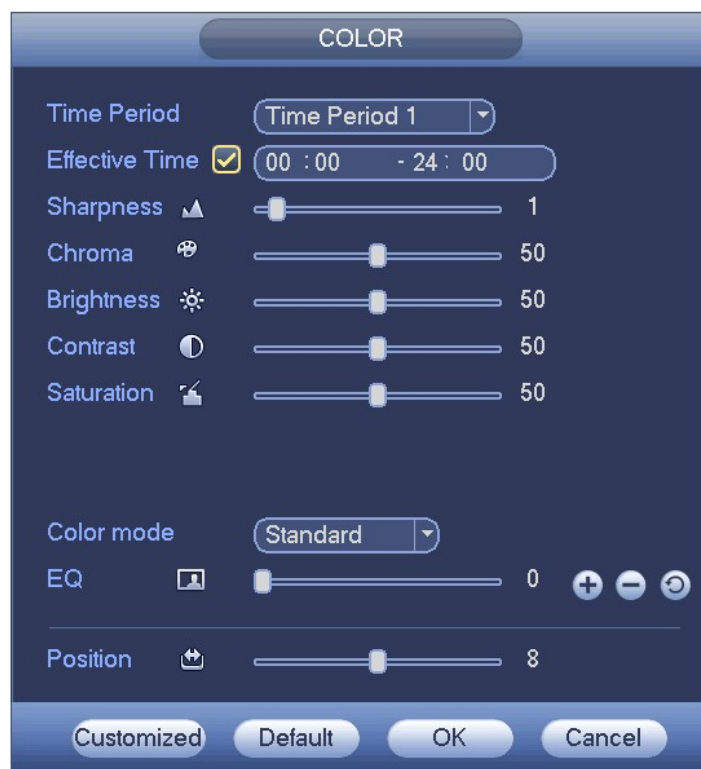 COLOR
Time Period Time Period 1
Effective Time 00 :00 - 24 : 00
Sharpness 1
Chroma 50
Brightness 50
Contrast 50
Saturation 50
Color mode Standard
EQ 0
Position 8
Customized Default OK Cancel